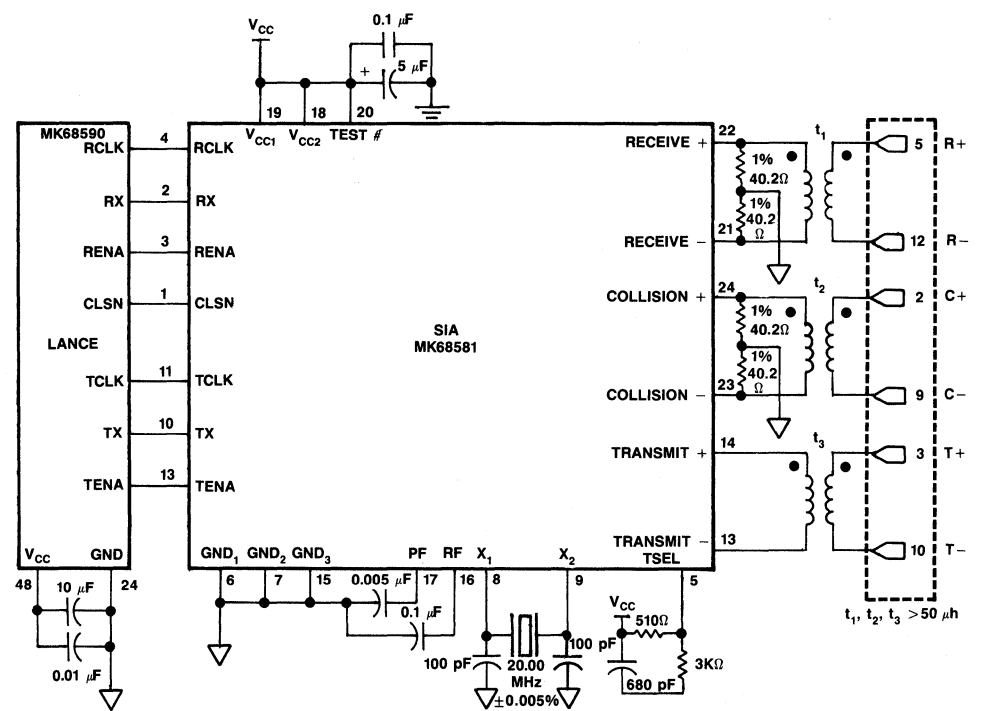 V_CC
0.1 μF
+ 5 μF
19 18 20
V_CC1 V_CC2 TEST #
MK68590
RCLK 4 RCLK
RX 2 RX
RENA 3 RENA
CLSN 1 CLSN
LANCE
TCLK 11 TCLK
TX 10 TX
TENA 13 TENA
V_CC GND
48 24
10 μF
0.01 μF
SIA
MK68581
RECEIVE + 22
1%
40.2Ω
1%
40.2
Ω
RECEIVE – 21
t₁
5 R+
12 R–
COLLISION + 24
1%
40.2Ω
1%
40.2
Ω
COLLISION – 23
t₂
2 C+
9 C–
TRANSMIT + 14
t₃
3 T+
TRANSMIT – 13
10 T–
TSEL
5
GND₁ GND₂ GND₃ PF RF X₁ X₂
6 7 15 17 16 8 9
0.005 μF
0.1 μF
100 pF
20.00
MHz
±0.005%
100 pF
V_CC
510Ω
3KΩ
680 pF
t₁, t₂, t₃ >50 μh